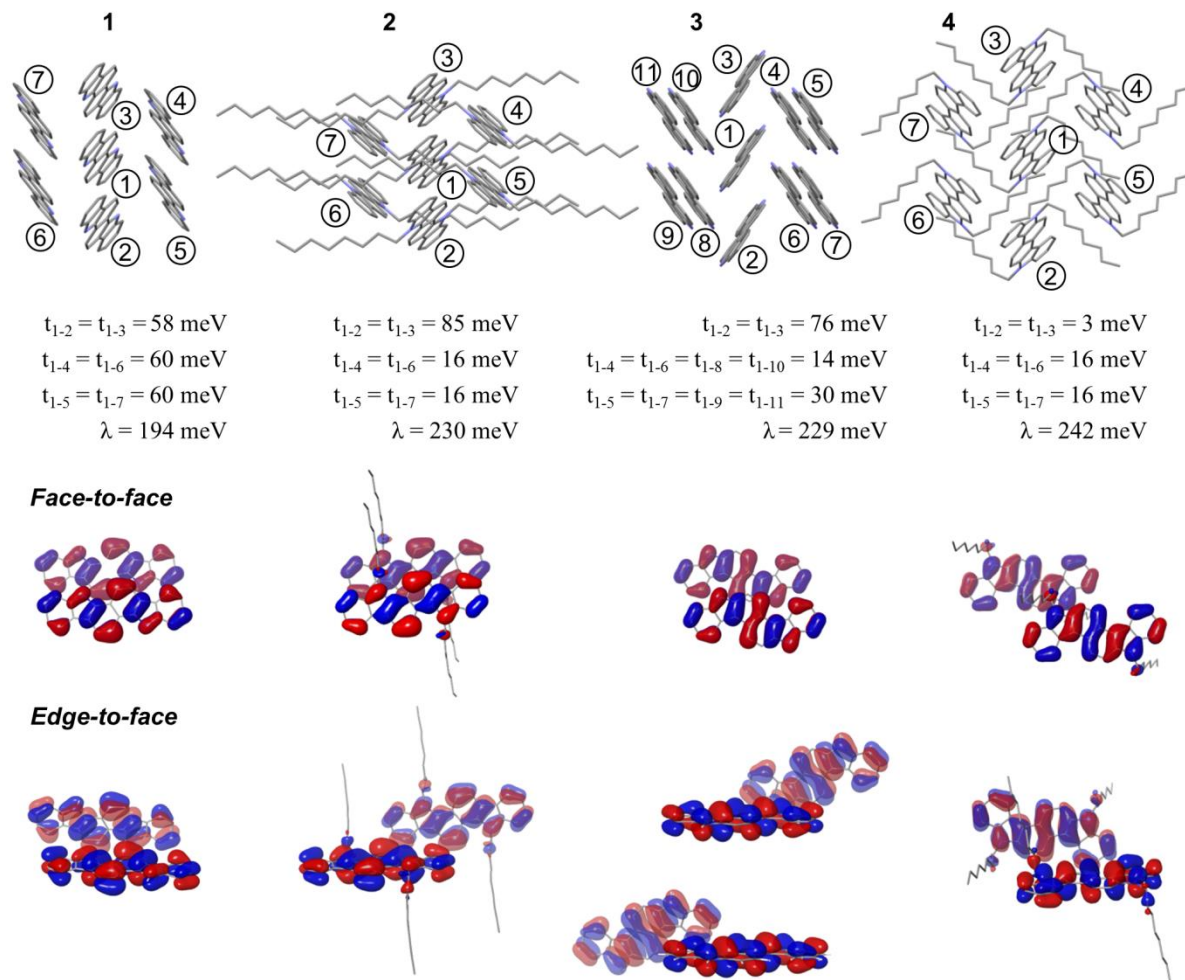 1 2 3 4
7 3 4 1 6 2 5
3 4 7 1 5 6 2
11 10 3 4 5 1 9 8 2 6 7
3 4 7 1 5 6 2
t1-2 = t1-3 = 58 meV
t1-4 = t1-6 = 60 meV
t1-5 = t1-7 = 60 meV
λ = 194 meV
t1-2 = t1-3 = 85 meV
t1-4 = t1-6 = 16 meV
t1-5 = t1-7 = 16 meV
λ = 230 meV
t1-2 = t1-3 = 76 meV
t1-4 = t1-6 = t1-8 = t1-10 = 14 meV
t1-5 = t1-7 = t1-9 = t1-11 = 30 meV
λ = 229 meV
t1-2 = t1-3 = 3 meV
t1-4 = t1-6 = 16 meV
t1-5 = t1-7 = 16 meV
λ = 242 meV
Face-to-face
Edge-to-face